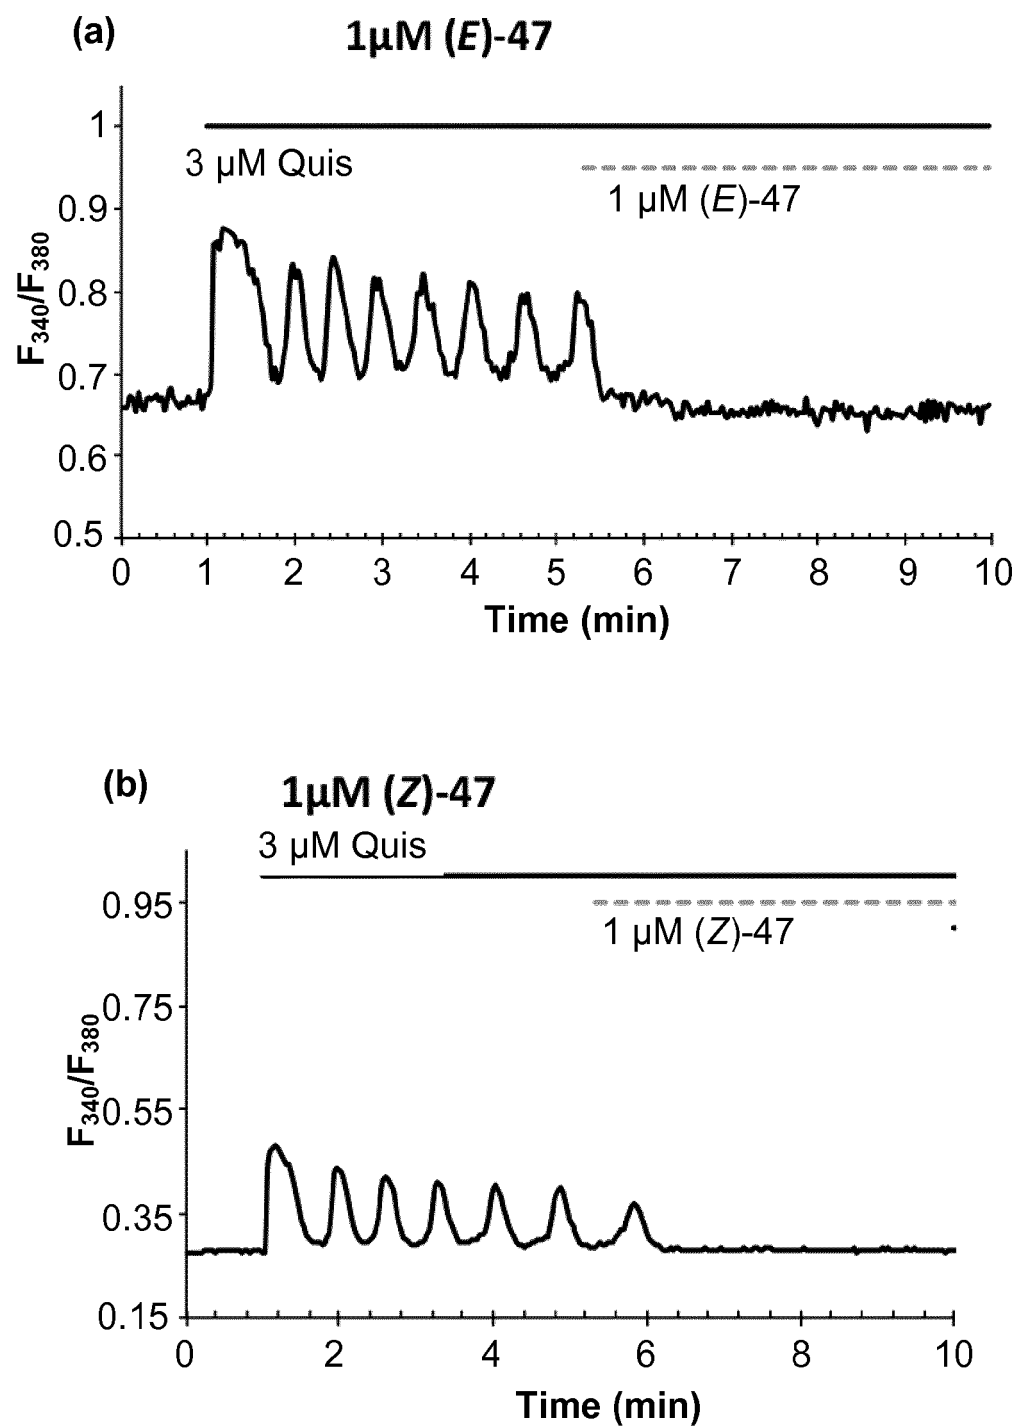 (a)
1µM (E)-47
1
3 µM Quis
1 µM (E)-47
0.9
0.8
0.7
0.6
0.5
F340/F380
0 1 2 3 4 5 6 7 8 9 10
Time (min)
(b)
1µM (Z)-47
3 µM Quis
0.95
1 µM (Z)-47
0.75
0.55
0.35
0.15
F340/F380
0 2 4 6 8 10
Time (min)